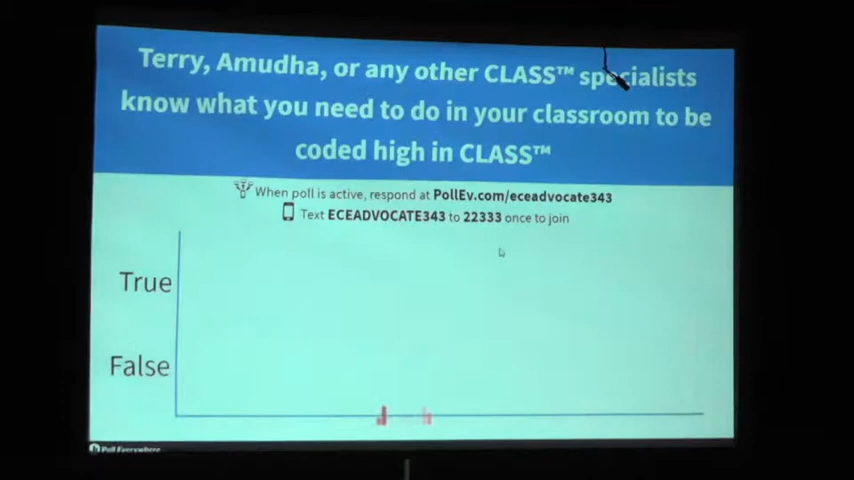 Terry, Amudha, or any other CLASS™ specialists
know what you need to do in your classroom to be
coded high in CLASS™
When poll is active, respond at PollEv.com/eceadvocate343
Text ECEADVOCATE343 to 22333 once to join
True
False
Poll Everywhere